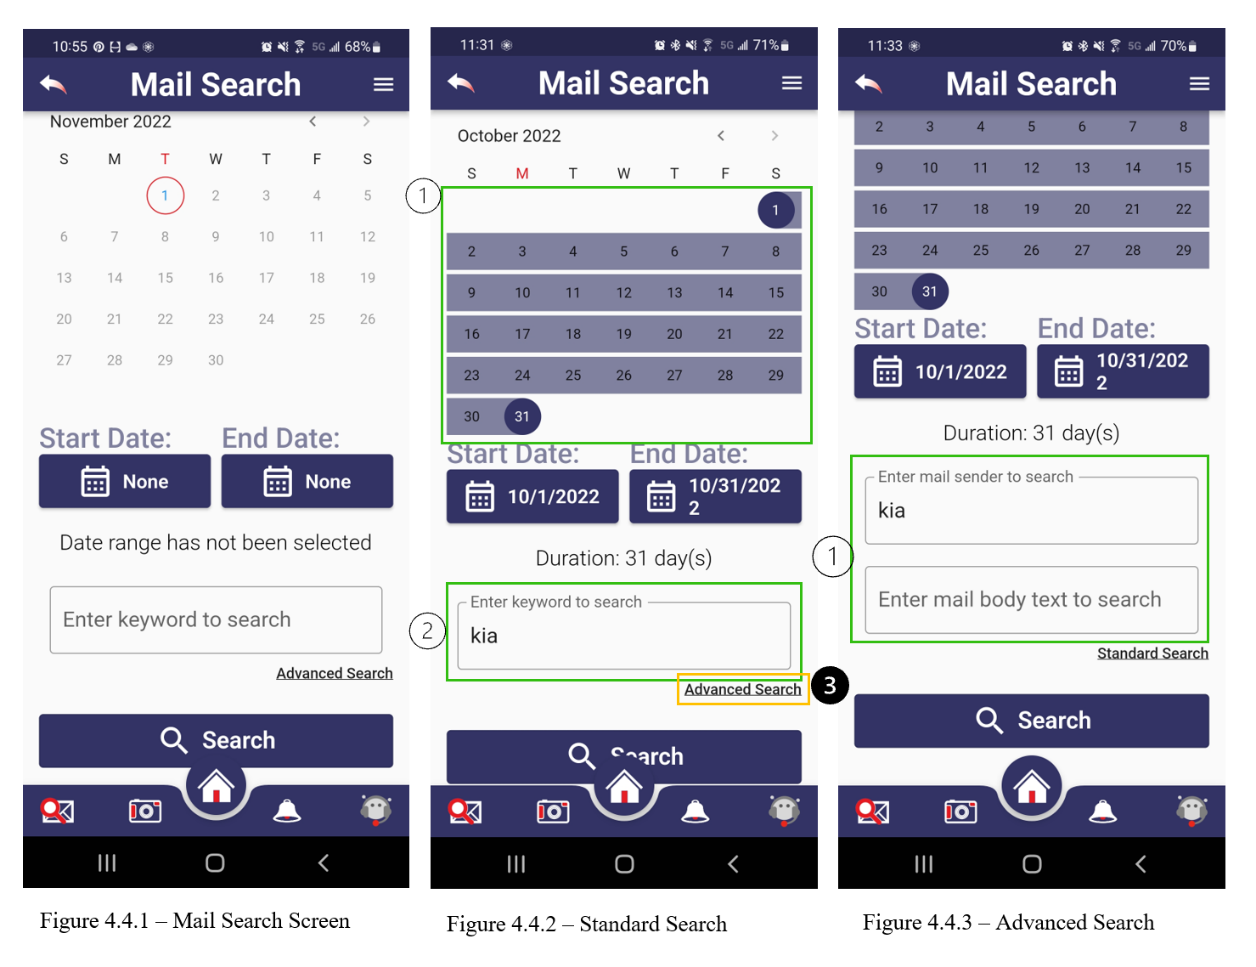 10:55 68%
Mail Search
November 2022
S M T W T F S
1 2 3 4 5
6 7 8 9 10 11 12
13 14 15 16 17 18 19
20 21 22 23 24 25 26
27 28 29 30
Start Date: End Date:
None None
Date range has not been selected
Enter keyword to search
Advanced Search
Search
Figure 4.4.1 – Mail Search Screen
11:31 5G 71%
Mail Search
October 2022
S M T W T F S
1
1
2 3 4 5 6 7 8
9 10 11 12 13 14 15
16 17 18 19 20 21 22
23 24 25 26 27 28 29
30 31
Start Date: End Date:
10/1/2022 10/31/202
2
Duration: 31 day(s)
Enter keyword to search
2
kia
Advanced Search 3
Search
Figure 4.4.2 – Standard Search
11:33 5G 70%
Mail Search
2 3 4 5 6 7 8
9 10 11 12 13 14 15
16 17 18 19 20 21 22
23 24 25 26 27 28 29
30 31
Start Date: End Date:
10/1/2022 10/31/202
2
Duration: 31 day(s)
Enter mail sender to search
kia
1
Enter mail body text to search
Standard Search
Search
Figure 4.4.3 – Advanced Search